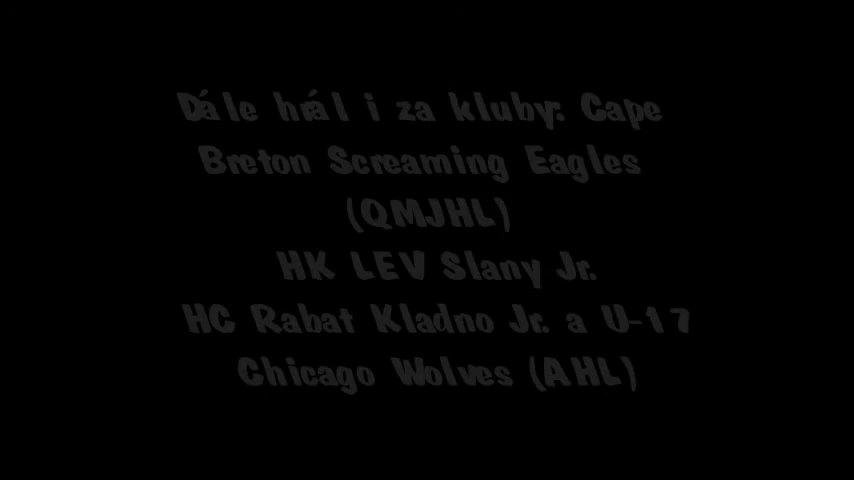 Dále hrál i za kluby: Cape
Breton Screaming Eagles
(QMJHL)
HK LEV Slany Jr.
HC Rabat Kladno Jr. a U-17
Chicago Wolves (AHL)